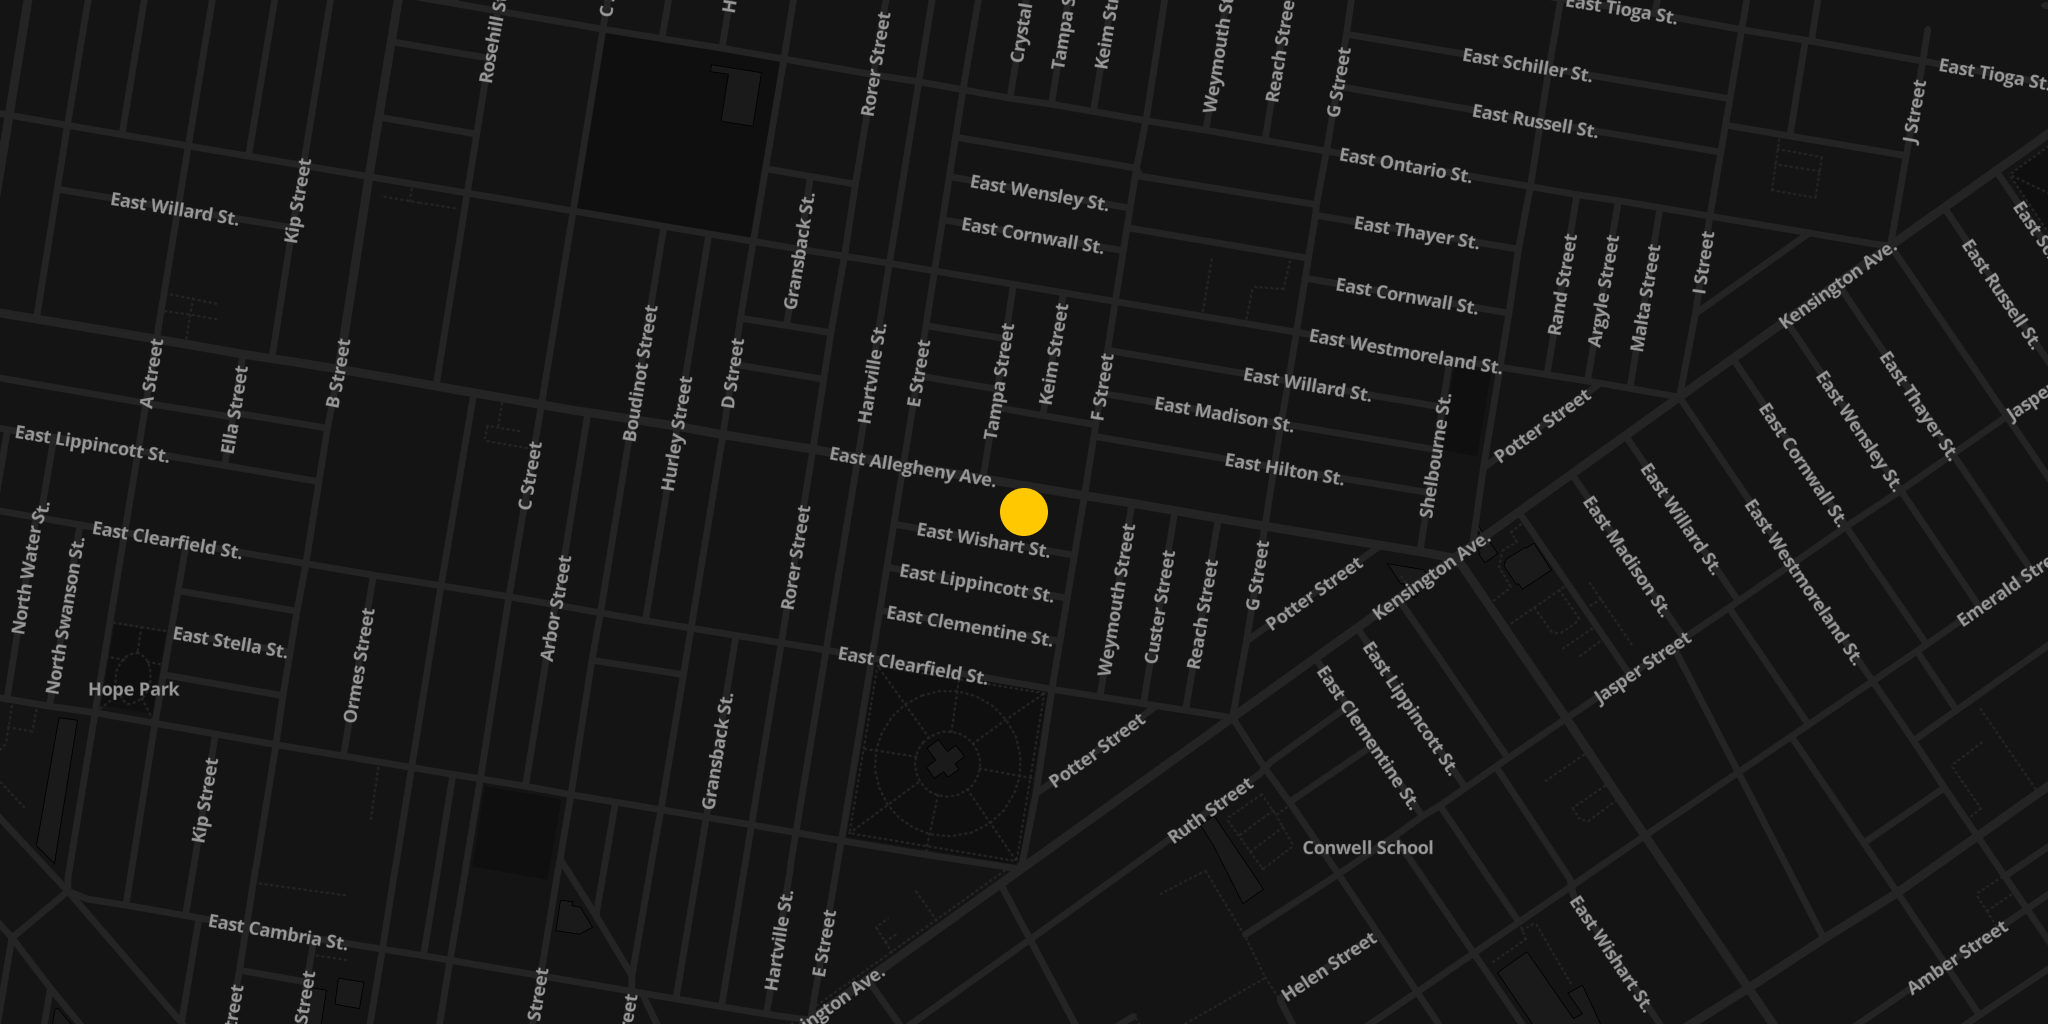 East Tioga St.
Rosehill
Crystal
Tampa
Keim
Rorer Street
Weymouth
Reach Stree
G Street
East Schiller St.
East Tioga St.
J Street
East Russell St.
East Ontario St.
Kip Street
East Willard St.
East Wensley St.
Gransback St.
East Cornwall St.
East Thayer St.
Rand Street
Argyle Street
Malta Street
I Street
Kensington Ave.
East Russell St.
East Cornwall St.
East Westmoreland St.
A Street
Ella Street
B Street
Boudinot Street
Hurley Street
D Street
Hartville St.
E Street
Tampa Street
Keim Street
F Street
East Willard St.
East Madison St.
Shelbourne St.
Potter Street
East Thayer St.
East Wensley St.
East Cornwall St.
Jasper
East Lippincott St.
C Street
East Allegheny Ave.
East Hilton St.
East Willard St.
East Madison St.
East Westmoreland St.
North Water St.
North Swanson St.
East Clearfield St.
Rorer Street
East Wishart St.
East Lippincott St.
East Clementine St.
East Clearfield St.
Weymouth Street
Custer Street
Reach Street
G Street
Potter Street
Kensington Ave.
Emerald Stre
Arbor Street
East Stella St.
Ormes Street
Hope Park
Jasper Street
East Lippincott St.
East Clementine St.
Gransback St.
Potter Street
Kip Street
Ruth Street
Conwell School
East Cambria St.
Hartville St.
E Street
ington Ave.
Helen Street
East Wishart St.
Amber Street
treet
Street
Street
reet